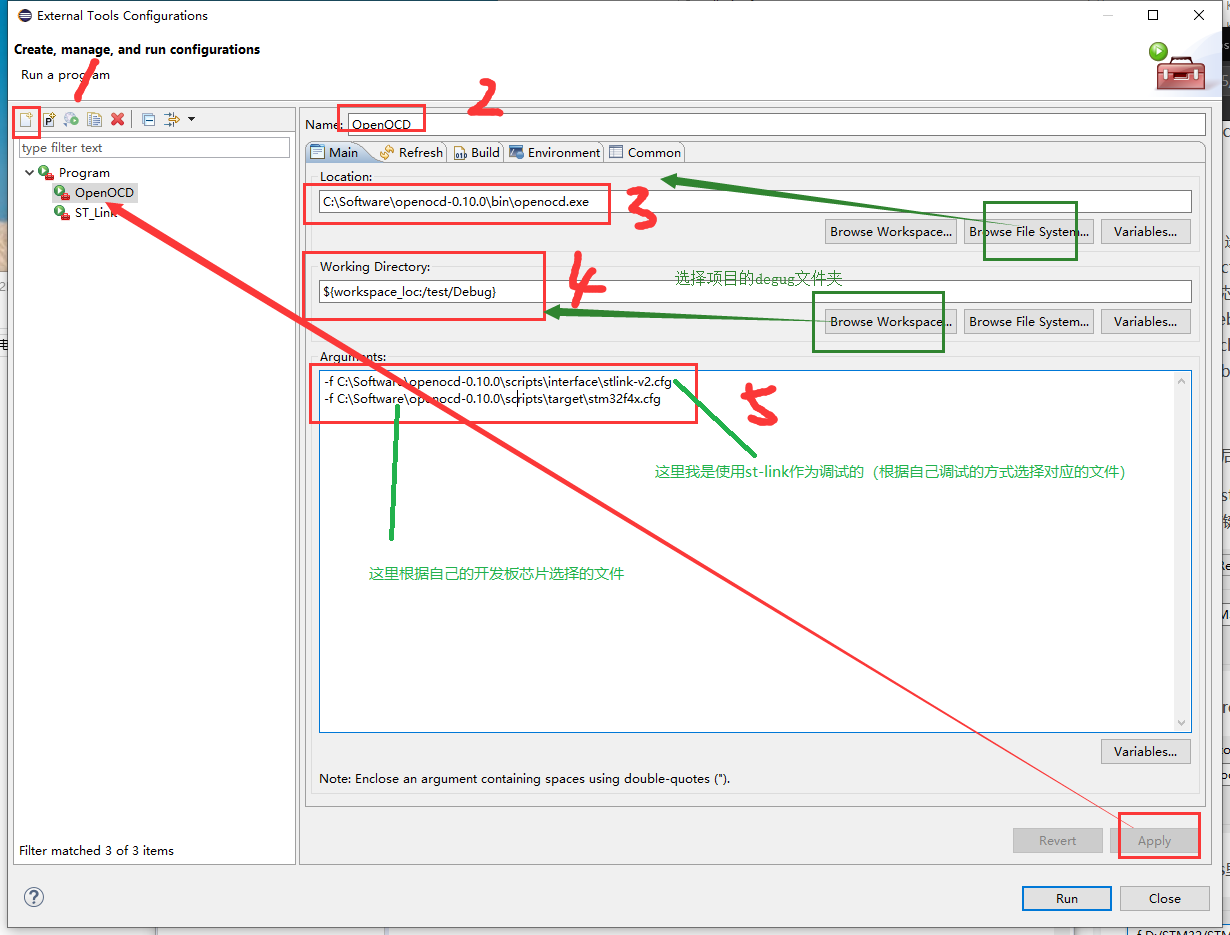 External Tools Configurations
Create, manage, and run configurations
Run a program
1
2
Name: OpenOCD
type filter text
Program
OpenOCD
ST_Link
Filter matched 3 of 3 items
Main Refresh Build Environment Common
Location:
C:\Software\openocd-0.10.0\bin\openocd.exe
3
Browse Workspace... Browse File System... Variables...
Working Directory:
4
选择项目的degug文件夹
${workspace_loc:/test/Debug}
Browse Workspace... Browse File System... Variables...
Arguments:
-f C:\Software\openocd-0.10.0\scripts\interface\stlink-v2.cfg
-f C:\Software\openocd-0.10.0\scripts\target\stm32f4x.cfg
5
这里我是使用st-link作为调试的（根据自己调试的方式选择对应的文件）
这里根据自己的开发板芯片选择的文件
Variables...
Note: Enclose an argument containing spaces using double-quotes (").
Revert Apply
Run Close